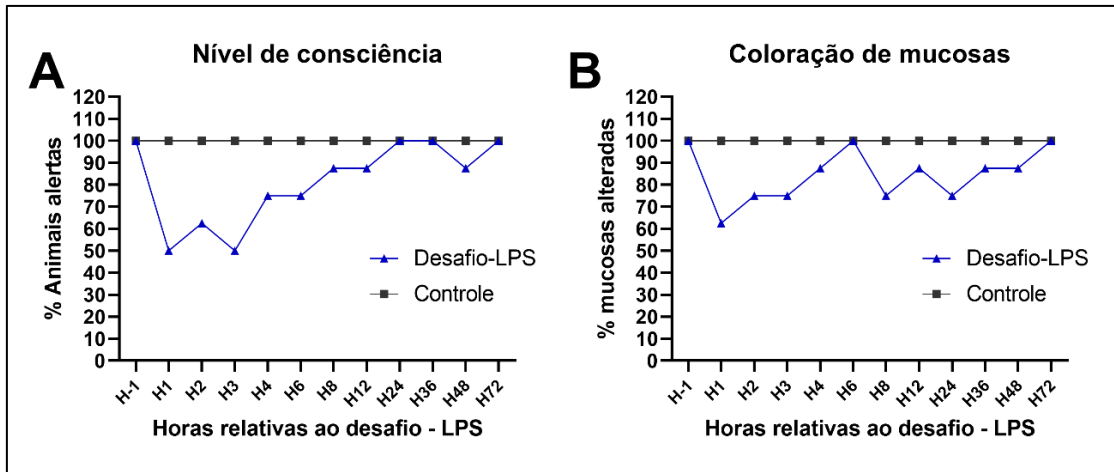 A
Nível de consciência
% Animais alertas
120
110
100
90
80
70
60
50
40
30
20
10
0
Desafio-LPS
Controle
H-1 H1 H2 H3 H4 H6 H8 H12 H24 H36 H48 H72
Horas relativas ao desafio - LPS
B
Coloração de mucosas
% mucosas alteradas
120
110
100
90
80
70
60
50
40
30
20
10
0
Desafio-LPS
Controle
H-1 H1 H2 H3 H4 H6 H8 H12 H24 H36 H48 H72
Horas relativas ao desafio - LPS